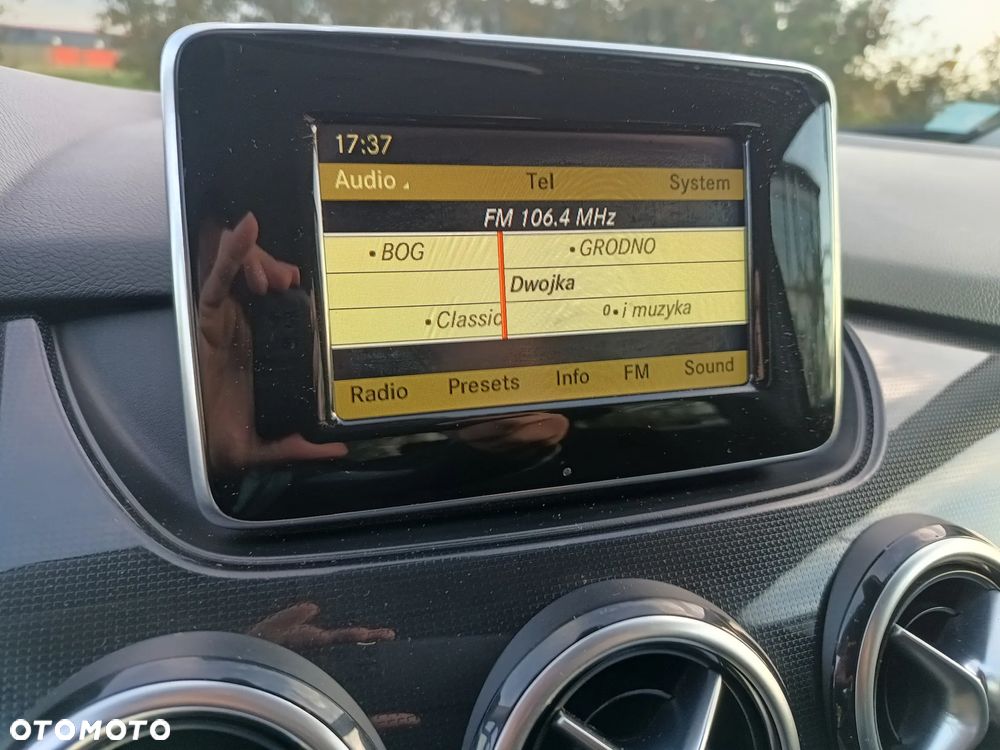 17:37
Audio Tel System
FM 106.4 MHz
•BOG •GRODNO
Dwojka
•Classic 0•i muzyka
Radio Presets Info FM Sound
OTOMOTO